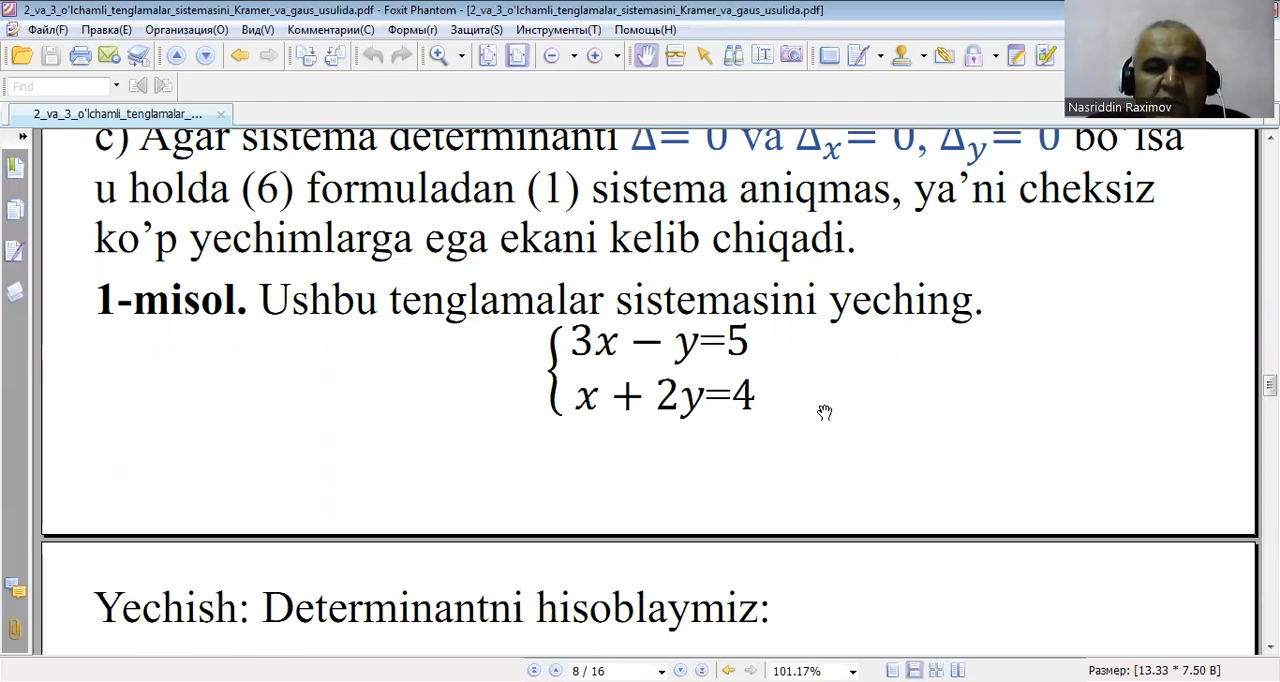 2_va_3_o'lchamli_tenglamalar_sistemasini_Kramer_va_gaus_usulida.pdf - Foxit Phantom - [2_va_3_o'lchamli_tenglamalar_sistemasini_Kramer_va_gaus_usulida.pdf]
Файл(F) Правка(E) Организация(O) Вид(V) Комментарии(C) Формы(r) Защита(S) Инструменты(T) Помощь(H)
Find
2_va_3_o'lchamli_tenglamalar_...
Nasriddin Raximov
c) Agar sistema determinanti Δ= 0 va Δx= 0, Δy= 0 bo’lsa
u holda (6) formuladan (1) sistema aniqmas, ya’ni cheksiz
ko’p yechimlarga ega ekani kelib chiqadi.
1-misol. Ushbu tenglamalar sistemasini yeching.
3x − y=5
x + 2y=4
Yechish: Determinantni hisoblaymiz:
8 / 16
101.17%
Размер: [13.33 * 7.50 В]